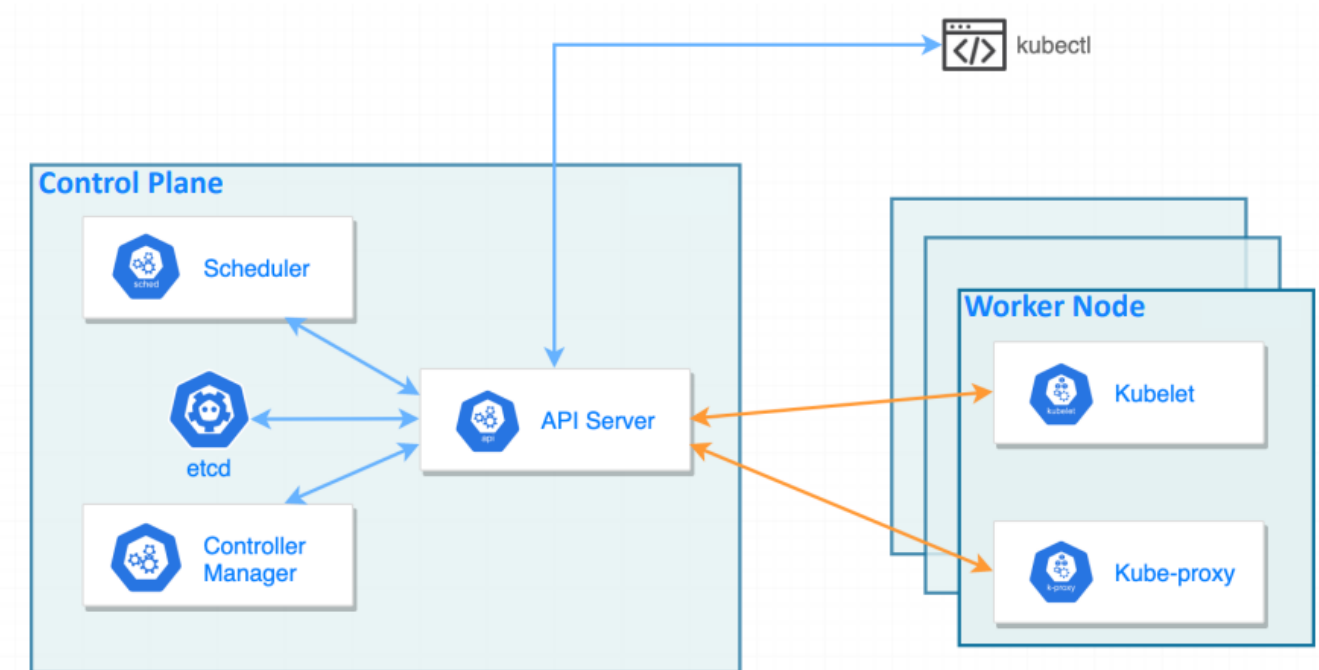 kubectl
Control Plane
sched
Scheduler
etcd
api
API Server
Controller
Manager
Worker Node
kubelet
Kubelet
k-proxy
Kube-proxy